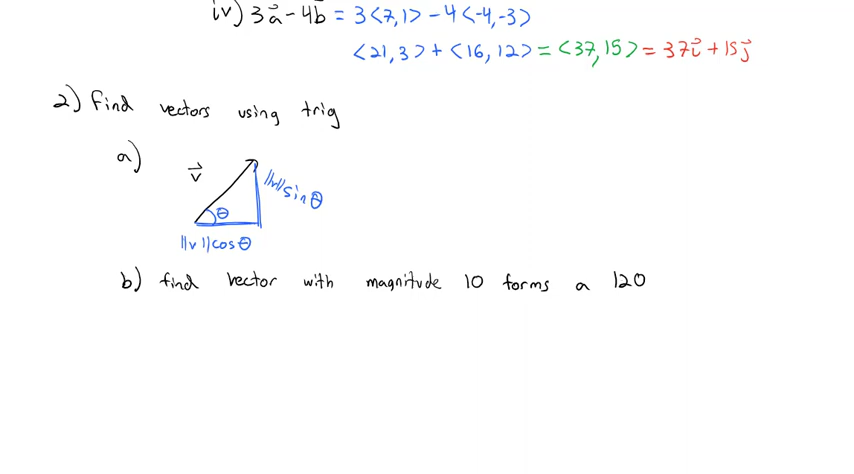 iv) 3a⃗ - 4b⃗ = 3<7,1> - 4<-4,-3>
<21,3> + <16,12> = <37,15> = 37i⃗ + 15j⃗
2) Find vectors using trig
a)
v⃗
||v|| sin θ
θ
||v|| cos θ
b) find vector with magnitude 10 forms a 120